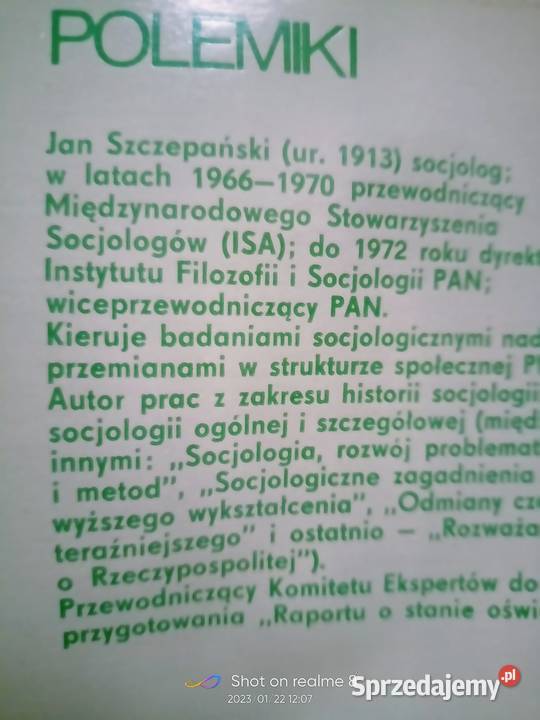 POLEMIKI
Jan Szczepański (ur. 1913) socjolog;
w latach 1966—1970 przewodniczący
Międzynarodowego Stowarzyszenia
Socjologów (ISA); do 1972 roku dyrekt
Instytutu Filozofii i Socjologii PAN;
wiceprzewodniczący PAN.
Kieruje badaniami socjologicznymi nad
przemianami w strukturze społecznej P
Autor prac z zakresu historii socjologii
socjologii ogólnej i szczegółowej (międ
innymi: „Socjologia, rozwój problemat
i metod", „Socjologiczne zagadnienia
wyższego wykształcenia", „Odmiany cz
teraźniejszego" i ostatnio — „Rozważa
o Rzeczypospolitej").
Przewodniczący Komitetu Ekspertów do
przygotowania „Raportu o stanie oświ
Shot on realme 8
2023/01/22 12:07
Sprzedajemy.pl